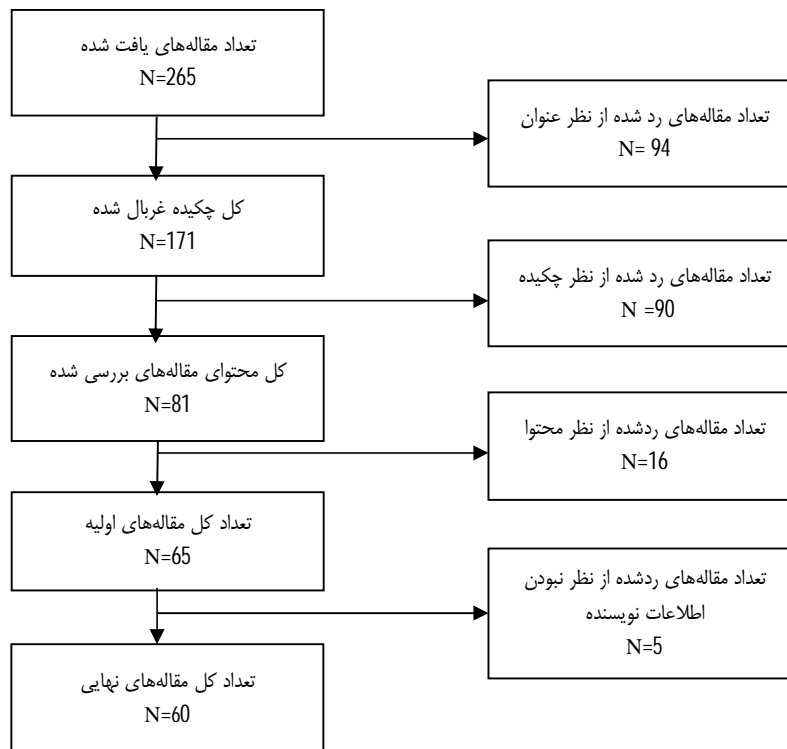 تعداد مقاله‌های یافت شده
N=265
تعداد مقاله‌های رد شده از نظر عنوان
N= 94
کل چکیده غربال شده
N=171
تعداد مقاله‌های رد شده از نظر چکیده
N =90
کل محتوای مقاله‌های بررسی شده
N=81
تعداد مقاله‌های ردشده از نظر محتوا
N=16
تعداد کل مقاله‌های اولیه
N=65
تعداد مقاله‌های ردشده از نظر نبودن
اطلاعات نویسنده
N=5
تعداد کل مقاله‌های نهایی
N=60